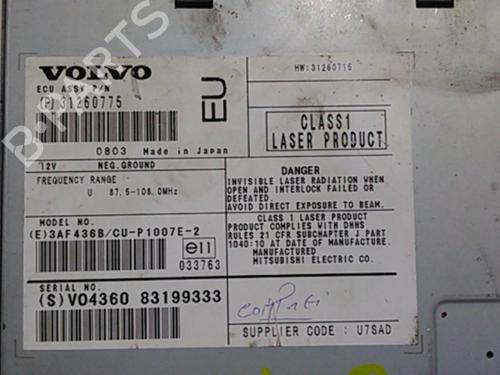 B-PARTS
VOLVO
ECU ASSY P/N
(P)31260775
0803 Made in Japan
EU
HW:31260715
CLASS1
LASER PRODUCT
12V NEG.GROUND
FREQUENCY RANGE
U 87.5-108.0MHz
DANGER
INVISIBLE LASER RADIATION WHEN
OPEN AND INTERLOCK FAILED OR
DEFEATED.
AVOID DIRECT EXPOSURE TO BEAM.
CLASS 1 LASER PRODUCT
PRODUCT COMPLIES WITH DHHS
RULES 21 CFR SUBCHAPTER J PART
1040:10 AT DATE OF MANUFACTURE.
MANUFACTURED
MITSUBISHI ELECTRIC CO.
MODEL NO.
(E)3AF436B/CU-P1007E-2
e11
033763
SERIAL NO.
(S)V04360 83199333
SUPPLIER CODE : U7SAD